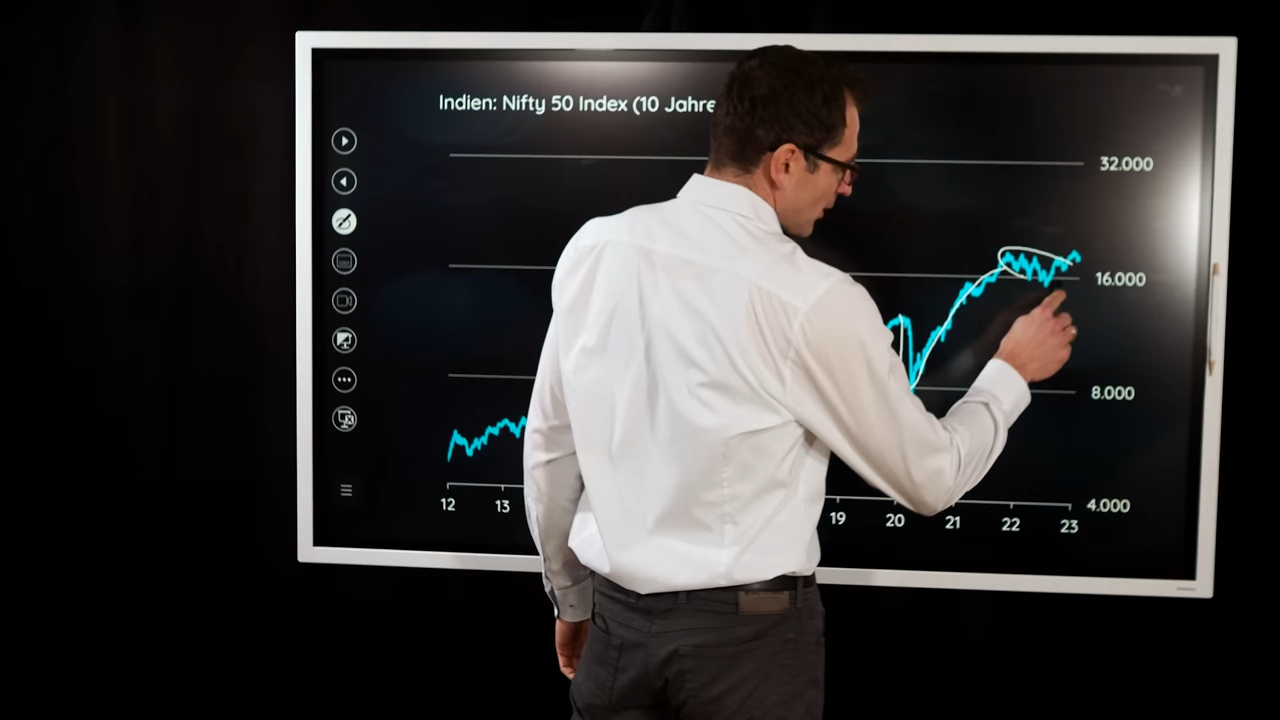 Indien: Nifty 50 Index (10 Jahre
32.000
16.000
8.000
4.000
12 13 19 20 21 22 23